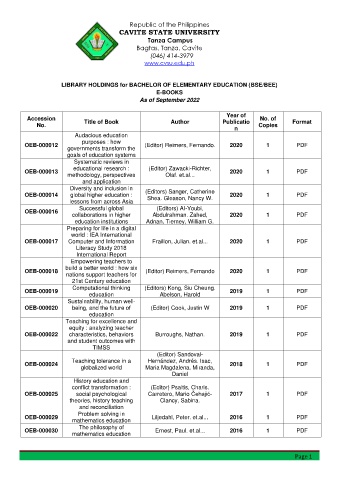 Republic of the Philippines
CAVITE STATE UNIVERSITY
Tanza Campus
Bagtas, Tanza, Cavite
(046) 414-3979
www.cvsu.edu.ph
LIBRARY HOLDINGS for BACHELOR OF ELEMENTARY EDUCATION (BSE/BEE)
E-BOOKS
As of September 2022
Accession No. Title of Book Author Year of Publication No. of Copies Format
OEB-000012 Audacious education purposes : how governments transform the goals of education systems (Editor) Reimers, Fernando. 2020 1 PDF
OEB-000013 Systematic reviews in educational research : methodology, perspectives and application (Editor) Zawacki-Richter, Olaf. et.al... 2020 1 PDF
OEB-000014 Diversity and inclusion in global higher education : lessons from across Asia (Editors) Sanger, Catherine Shea. Gleason, Nancy W. 2020 1 PDF
OEB-000016 Successful global collaborations in higher education institutions (Editors) Al-Youbi, Abdulrahman. Zahed, Adnan, Tierney, William G. 2020 1 PDF
OEB-000017 Preparing for life in a digital world : IEA International Computer and Information Literacy Study 2018 International Report Fraillon, Julian. et.al... 2020 1 PDF
OEB-000018 Empowering teachers to build a better world : how six nations support teachers for 21st Century education (Editor) Reimers, Fernando 2020 1 PDF
OEB-000019 Computational thinking education (Editors) Kong, Siu Cheung. Abelson, Harold 2019 1 PDF
OEB-000020 Sustainability, human well-being, and the future of education (Editor) Cook, Justin W 2019 1 PDF
OEB-000022 Teaching for excellence and equity : analyzing teacher characteristics, behaviors and student outcomes with TIMSS Burroughs, Nathan. 2019 1 PDF
OEB-000024 Teaching tolerance in a globalized world (Editor) Sandoval-Hernández, Andrés. Isac, Maria Magdalena. Miranda, Daniel 2018 1 PDF
OEB-000025 History education and conflict transformation : social psychological theories, history teaching and reconciliation (Editor) Psaltis, Charis. Carretero, Mario Čehajić-Clancy, Sabina. 2017 1 PDF
OEB-000029 Problem solving in mathematics education Liljedahl, Peter. et.al... 2016 1 PDF
OEB-000030 The philosophy of mathematics education Ernest, Paul. et.al... 2016 1 PDF
Page 1